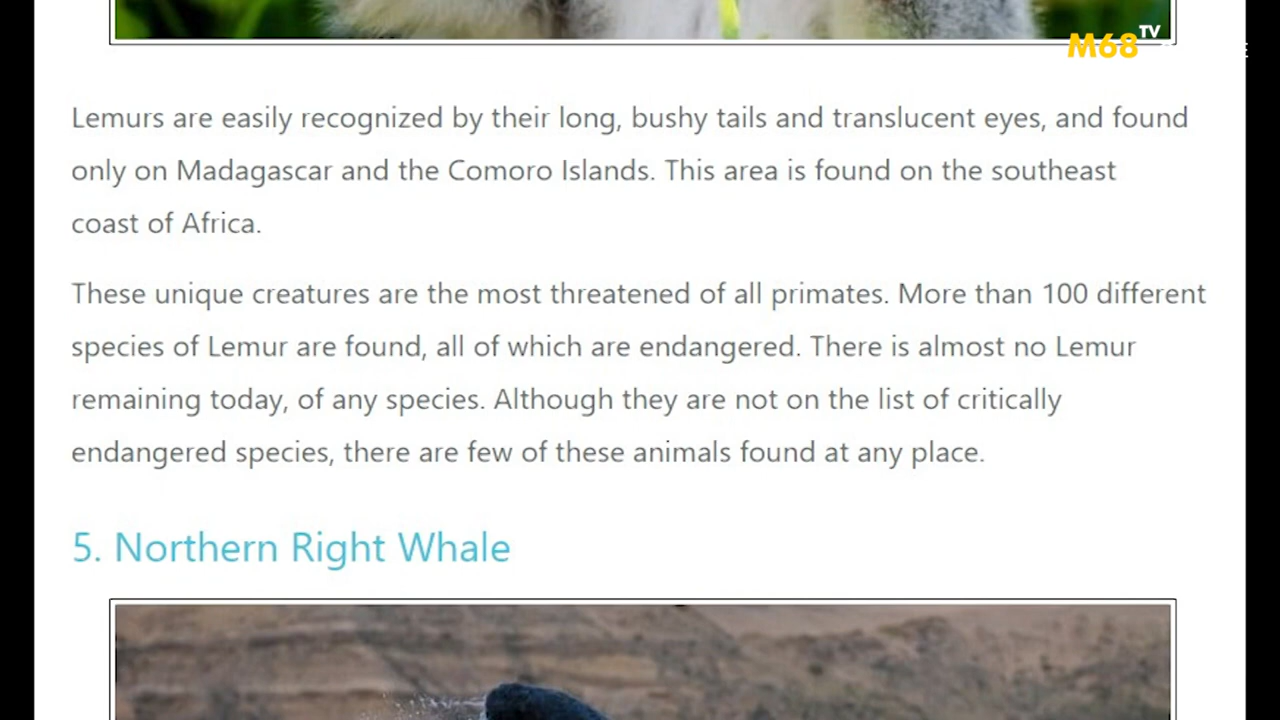 M68 TV
Lemurs are easily recognized by their long, bushy tails and translucent eyes, and found
only on Madagascar and the Comoro Islands. This area is found on the southeast
coast of Africa.
These unique creatures are the most threatened of all primates. More than 100 different
species of Lemur are found, all of which are endangered. There is almost no Lemur
remaining today, of any species. Although they are not on the list of critically
endangered species, there are few of these animals found at any place.
5. Northern Right Whale